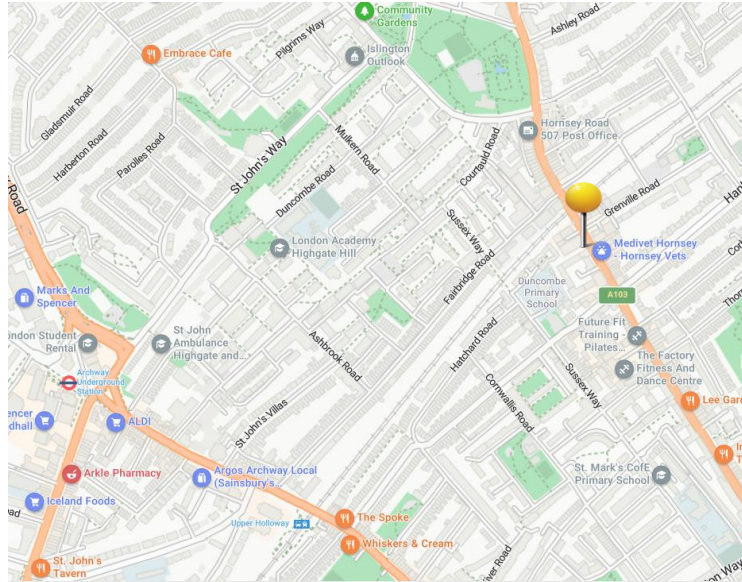 Community
Gardens
Ashley Road
Pilgrims Way
Islington
Outlook
Embrace Cafe
Gladsmuir Road
Harberton Road
Parolles Road
St John's Way
Mulkern Road
Duncombe Road
Courtauld Road
Hornsey Road
507 Post Office
Grenville Road
Sussex Way
London Academy
Highgate Hill
Medivet Hornsey
- Hornsey Vets
Fairbridge Road
Duncombe
Primary
School
A103
Road
Marks And
Spencer
St John
Ambulance
Highgate and...
Rental
Archway
Underground
Station
Ashbrook Road
Hatchard Road
Future Fit
Training -
Pilates...
The Factory
Fitness And
Dance Centre
Cornwallis Road
Sussex Way
St John's Villas
ALDI
Arkle Pharmacy
Argos Archway Local
(Sainsbury's...
Iceland Foods
St. Mark's CofE
Primary School
Upper Holloway
The Spoke
Whiskers & Cream
St. John's
Tavern